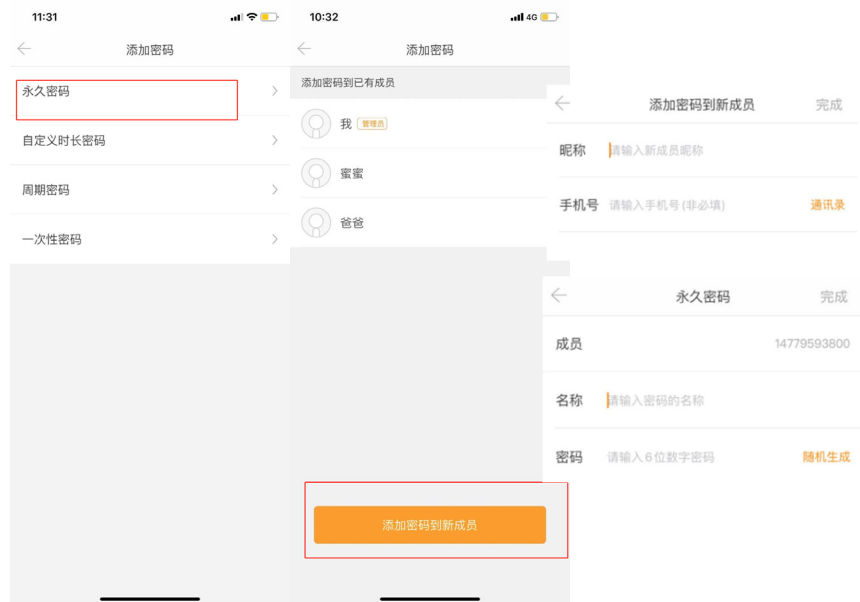 11:31
添加密码
永久密码
自定义时长密码
周期密码
一次性密码
10:32
4G
添加密码
添加密码到已有成员
我 管理员
蜜蜜
爸爸
添加密码到新成员
添加密码到新成员 完成
昵称 请输入新成员昵称
手机号 请输入手机号(非必填) 通讯录
永久密码 完成
成员 14779593800
名称 请输入密码的名称
密码 请输入6位数字密码 随机生成